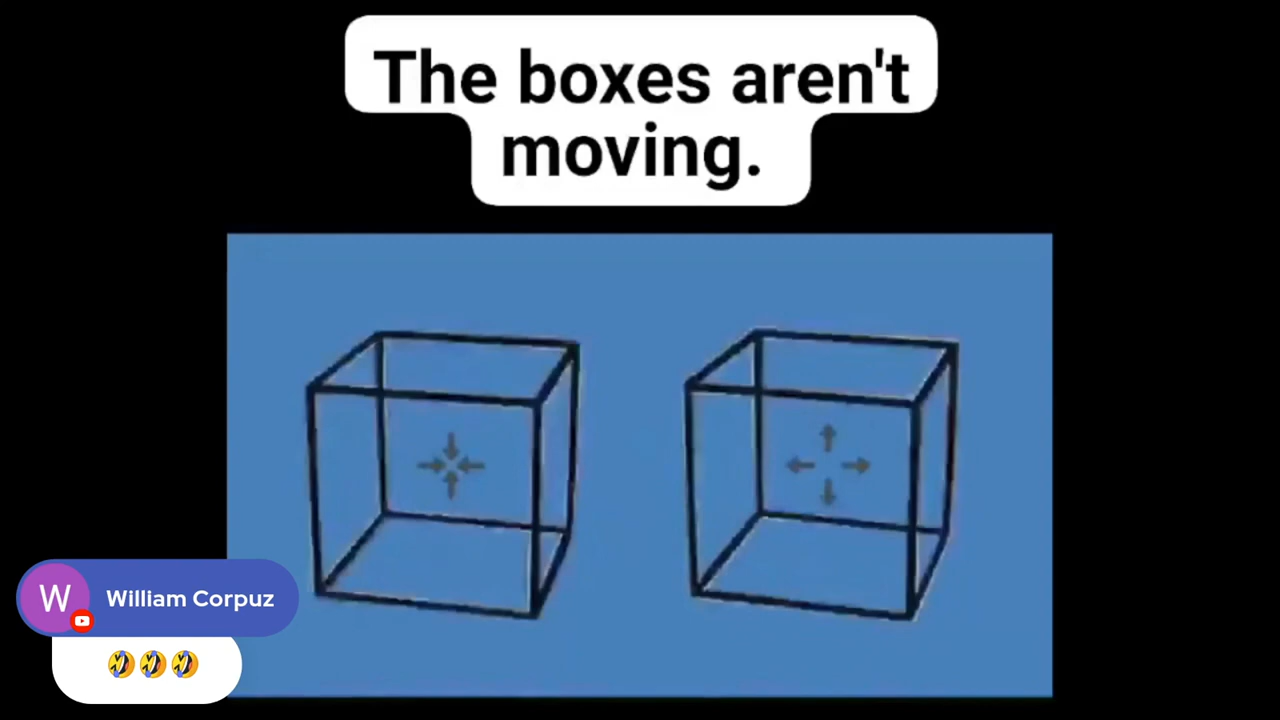 The boxes aren't
moving.
W
William Corpuz
🤣🤣🤣